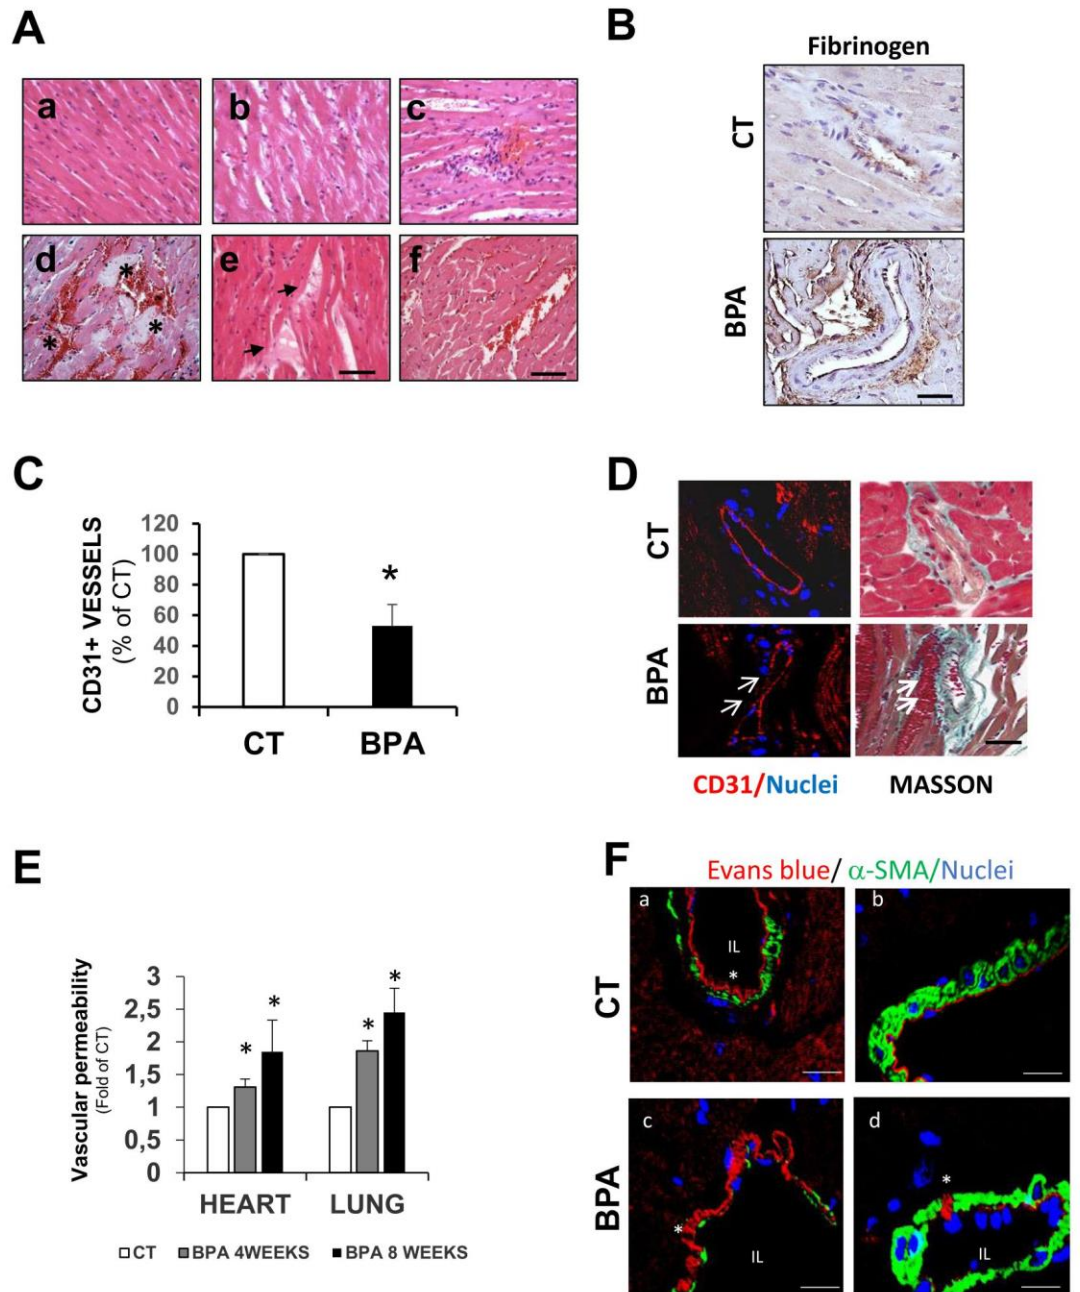 A
a
b
c
d
*
*
*
e
f
B
Fibrinogen
CT
BPA
C
CD31+ VESSSELS
(% of CT)
120
100
80
60
40
20
0
*
CT
BPA
D
CT
BPA
CD31/Nuclei
MASSON
E
Vascular permeability
(Fold of CT)
3
2,5
2
1,5
1
0,5
0
*
*
*
*
HEART
LUNG
CT
BPA 4WEEKS
BPA 8 WEEKS
F
Evans blue/ α-SMA/Nuclei
CT
a
IL
*
b
BPA
c
*
IL
d
*
IL